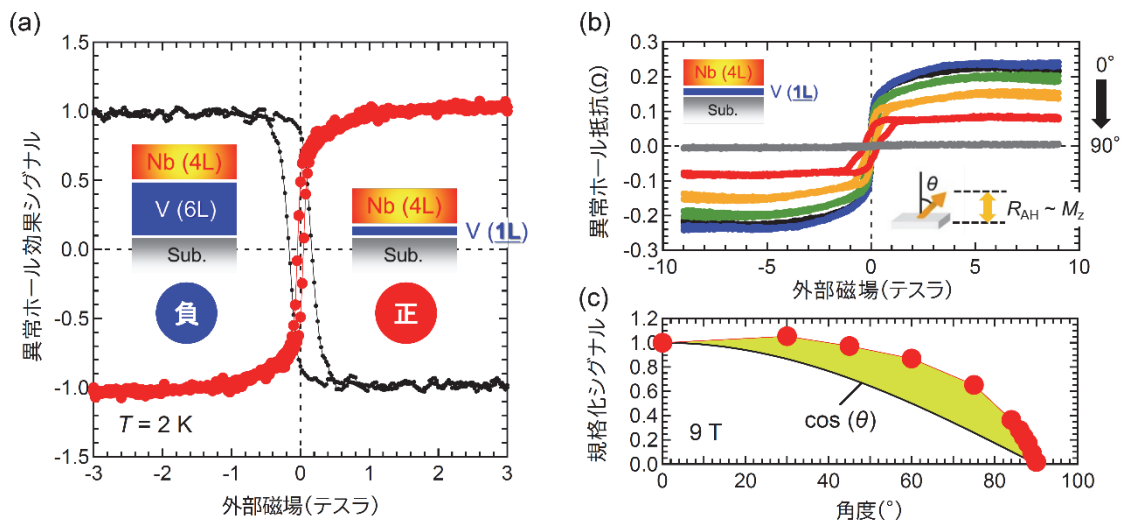 (a)
異常ホール効果シグナル
1.5
1.0
0.5
0.0
-0.5
-1.0
-1.5
Nb (4L)
V (6L)
Sub.
負
Nb (4L)
V (1L)
Sub.
正
T = 2 K
-3
-2
-1
0
1
2
3
外部磁場(テスラ)
(b)
異常ホール抵抗(Ω)
0.3
0.2
0.1
0.0
-0.1
-0.2
-0.3
Nb (4L)
V (1L)
Sub.
0°
90°
θ
RAH ~ Mz
-10
-5
0
5
10
外部磁場(テスラ)
(c)
規格化シグナル
1.2
1.0
0.8
0.6
0.4
0.2
0.0
cos (θ)
9 T
0
20
40
60
80
100
角度(°)